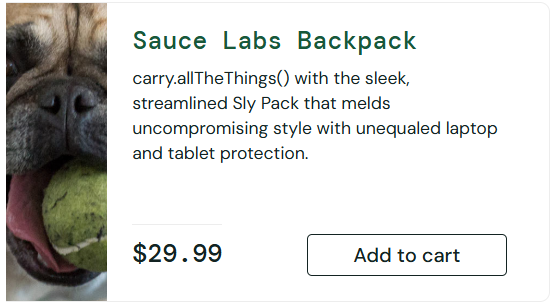 Sauce Labs Backpack
carry.allTheThings() with the sleek,
streamlined Sly Pack that melds
uncompromising style with unequaled laptop
and tablet protection.
$29.99
Add to cart